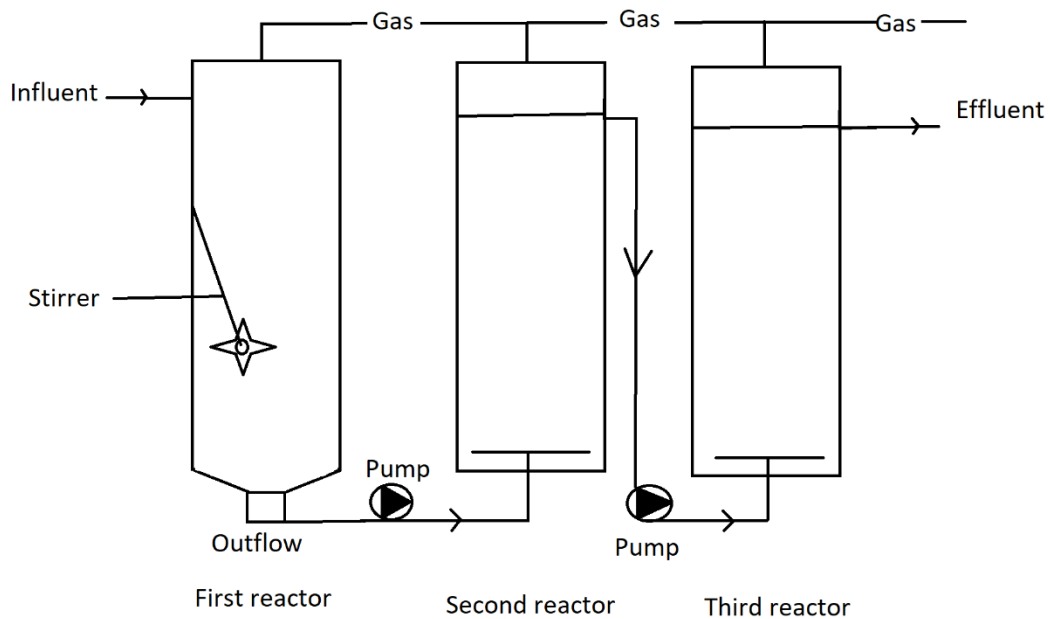 Gas
Gas
Gas
Influent
Effluent
Stirrer
Pump
Outflow
Pump
First reactor
Second reactor
Third reactor